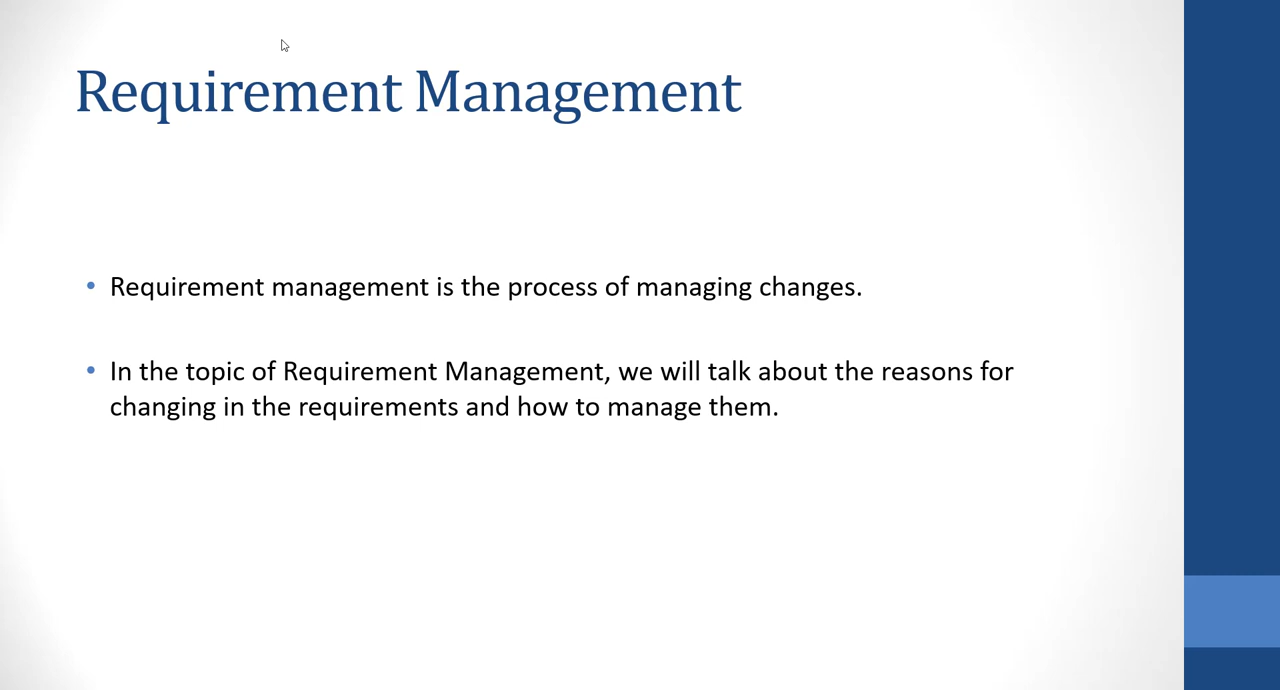 Requirement Management
• Requirement management is the process of managing changes.
• In the topic of Requirement Management, we will talk about the reasons for
changing in the requirements and how to manage them.